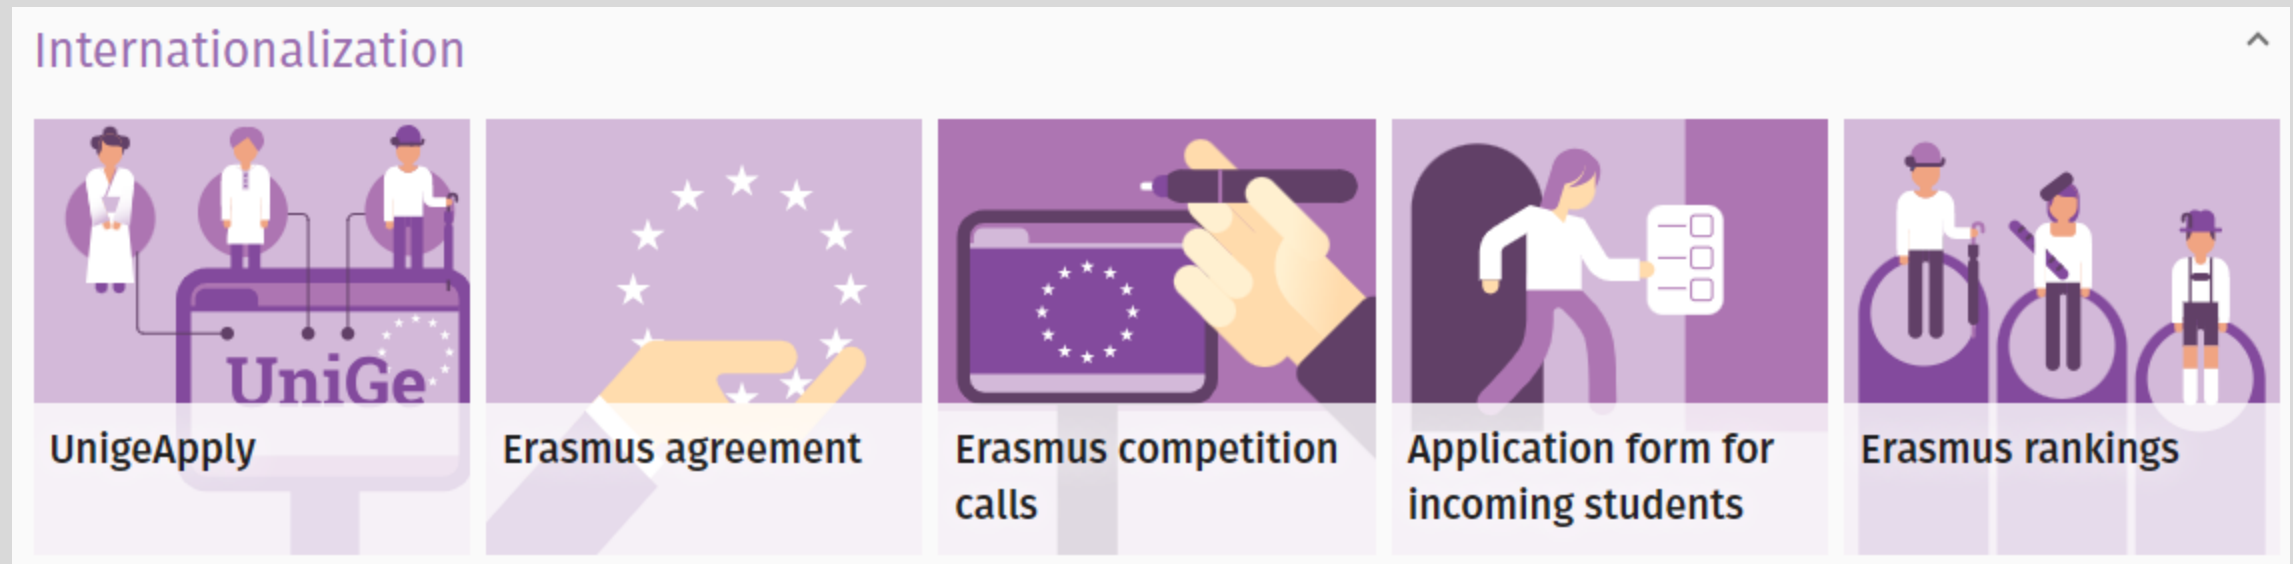 Internationalization
UniGe
UnigeApply
Erasmus agreement
Erasmus competition
calls
Application form for
incoming students
Erasmus rankings